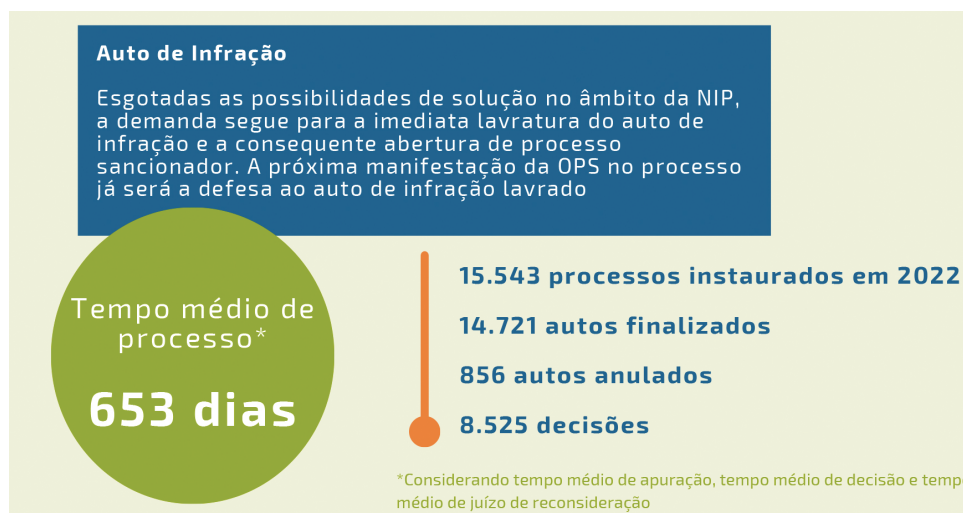 Auto de Infração
Esgotadas as possibilidades de solução no âmbito da NIP,
a demanda segue para a imediata lavratura do auto de
infração e a consequente abertura de processo
sancionador. A próxima manifestação da OPS no processo
já será a defesa ao auto de infração lavrado
Tempo médio de
processo*
653 dias
15.543 processos instaurados em 2022
14.721 autos finalizados
856 autos anulados
8.525 decisões
*Considerando tempo médio de apuração, tempo médio de decisão e temp
médio de juízo de reconsideração